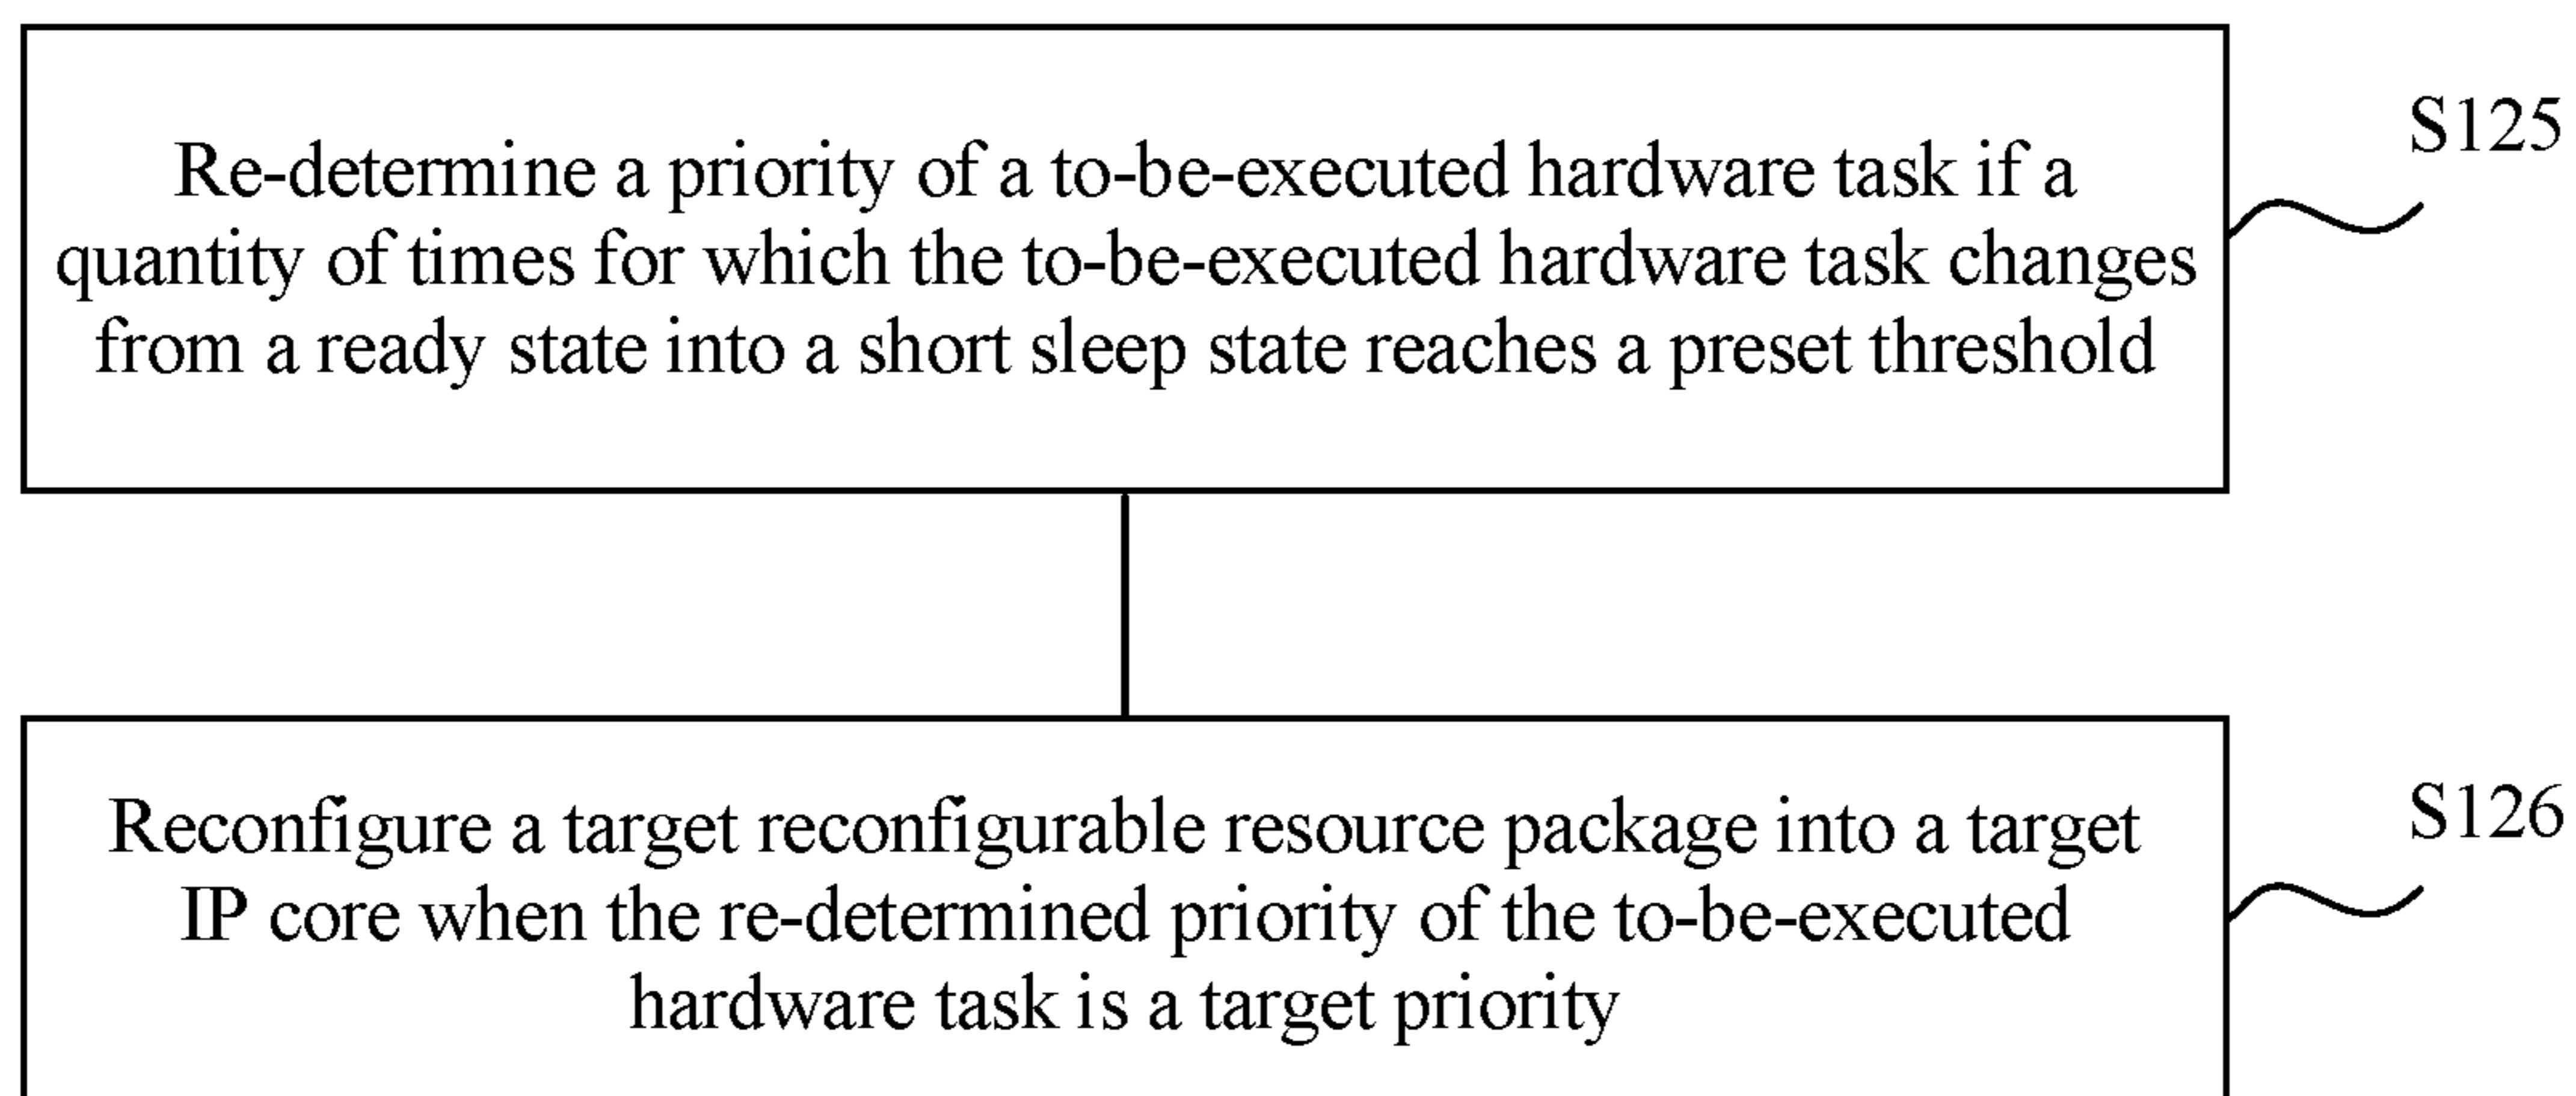 Re-determine a priority of a to-be-executed hardware task if a
quantity of times for which the to-be-executed hardware task changes
from a ready state into a short sleep state reaches a preset threshold
S125
Reconfigure a target reconfigurable resource package into a target
IP core when the re-determined priority of the to-be-executed
hardware task is a target priority
S126